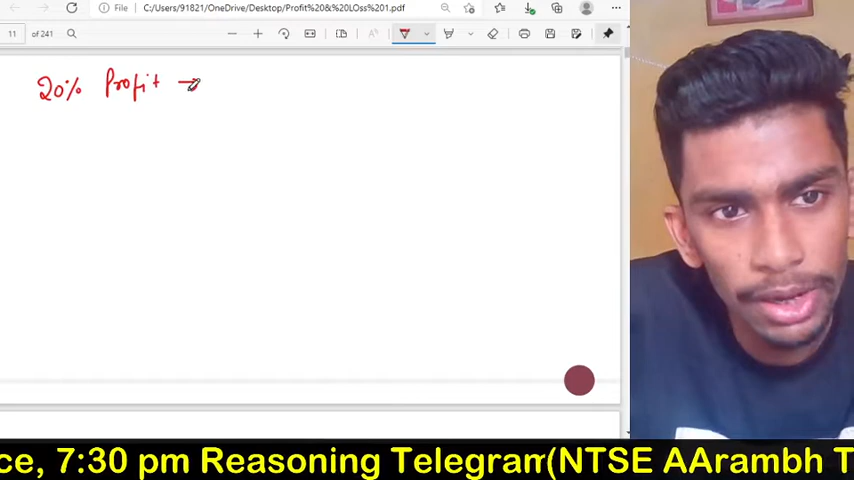 File
C:/Users/91821/OneDrive/Desktop/Profit%20&%20LOss%201.pdf
11 of 241
20% Profit →
ce, 7:30 pm Reasoning Telegram(NTSE AArambh T